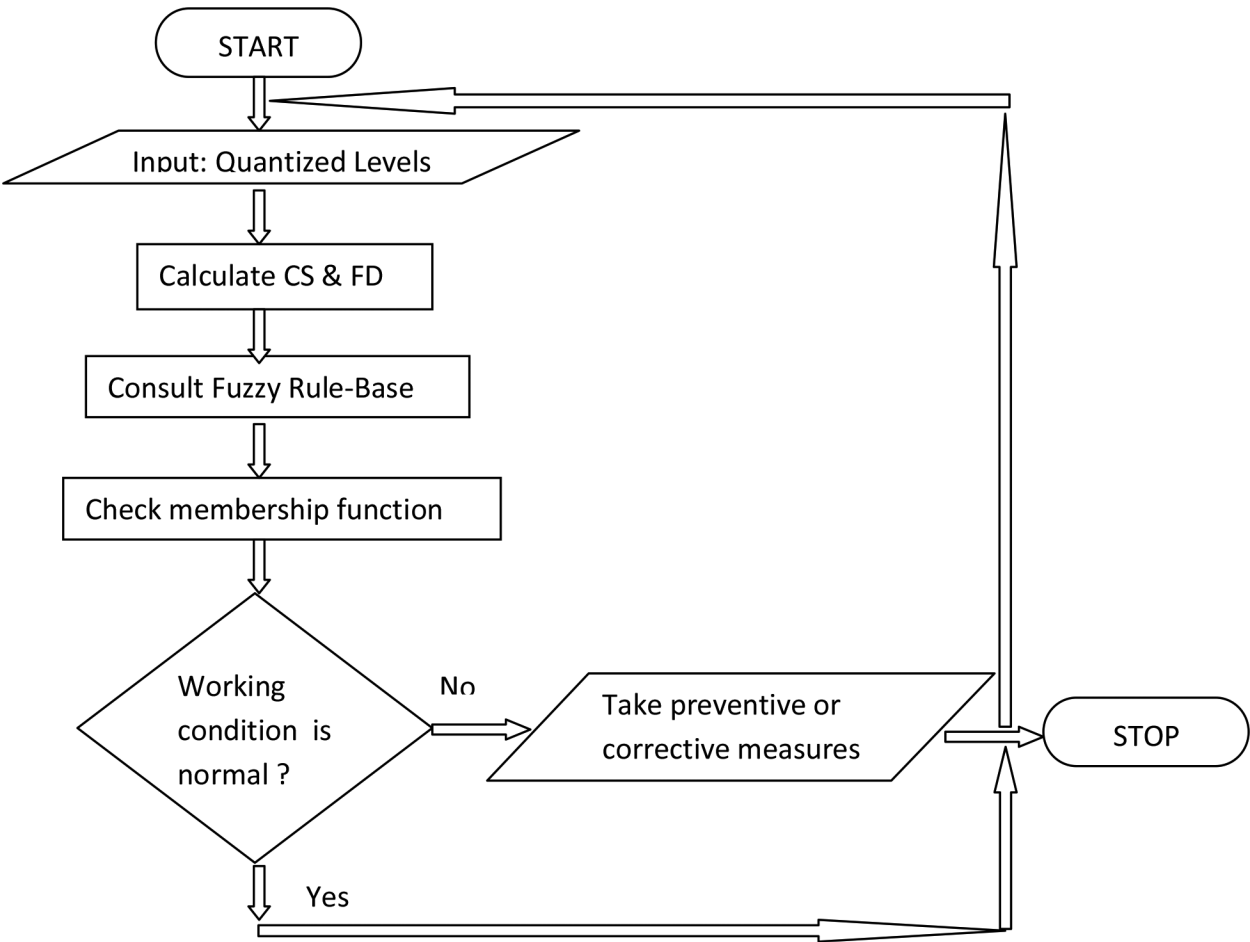 START
Input: Quantized Levels
Calculate CS & FD
Consult Fuzzy Rule-Base
Check membership function
Working
condition is
normal ?
No
Take preventive or
corrective measures
STOP
Yes